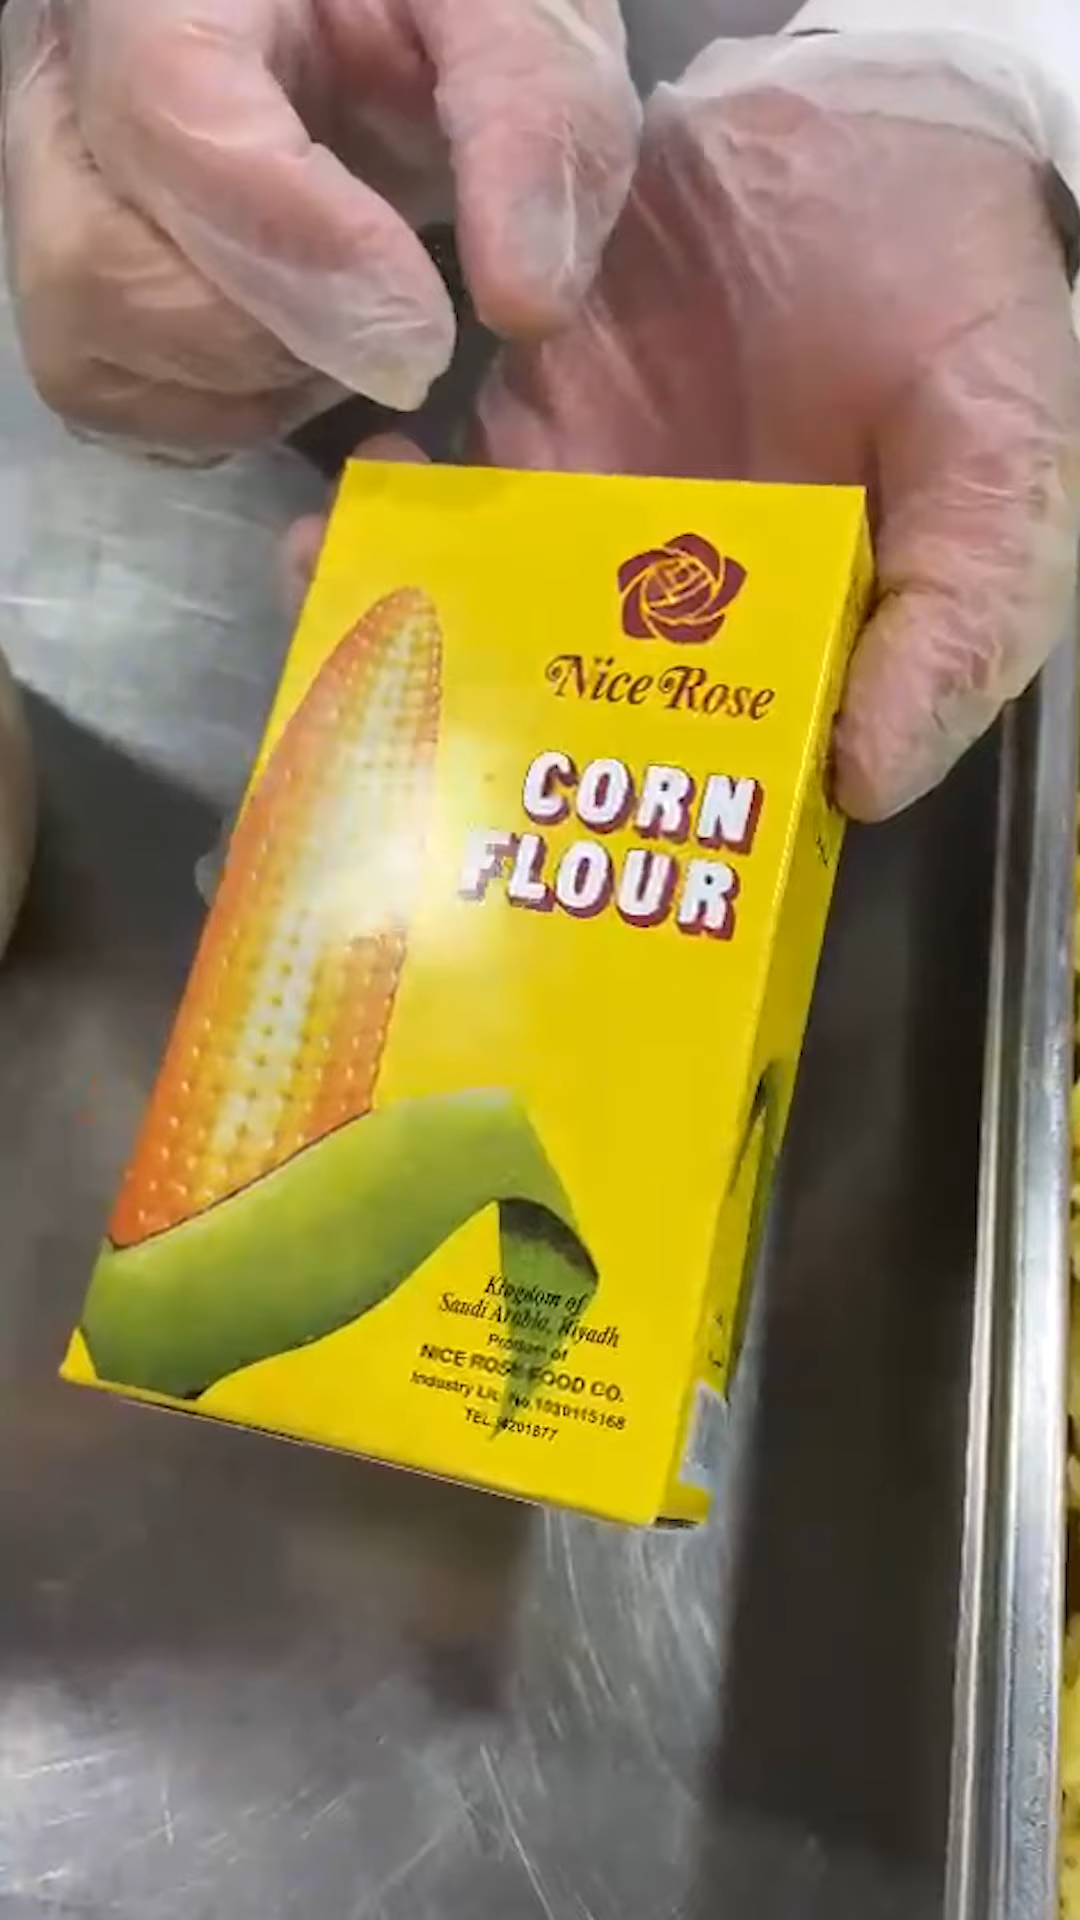 Nice Rose
CORN
FLOUR
Kingdom of
Saudi Arabia, Riyadh
Product of
NICE ROSE FOOD CO.
Industry Lic. No.1030115168
TEL.:4201877